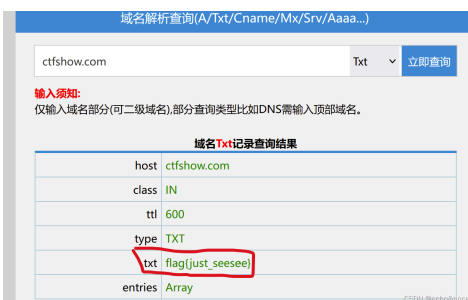 域名解析查询(A/Txt/Cname/Mx/Srv/Aaaa...)
ctfshow.com Txt 立即查询
输入须知:
仅输入域名部分(可二级域名),部分查询类型比如DNS需输入顶部域名。
域名Txt记录查询结果
host ctfshow.com
class IN
ttl 600
type TXT
txt flag{just_seesee}
entries Array